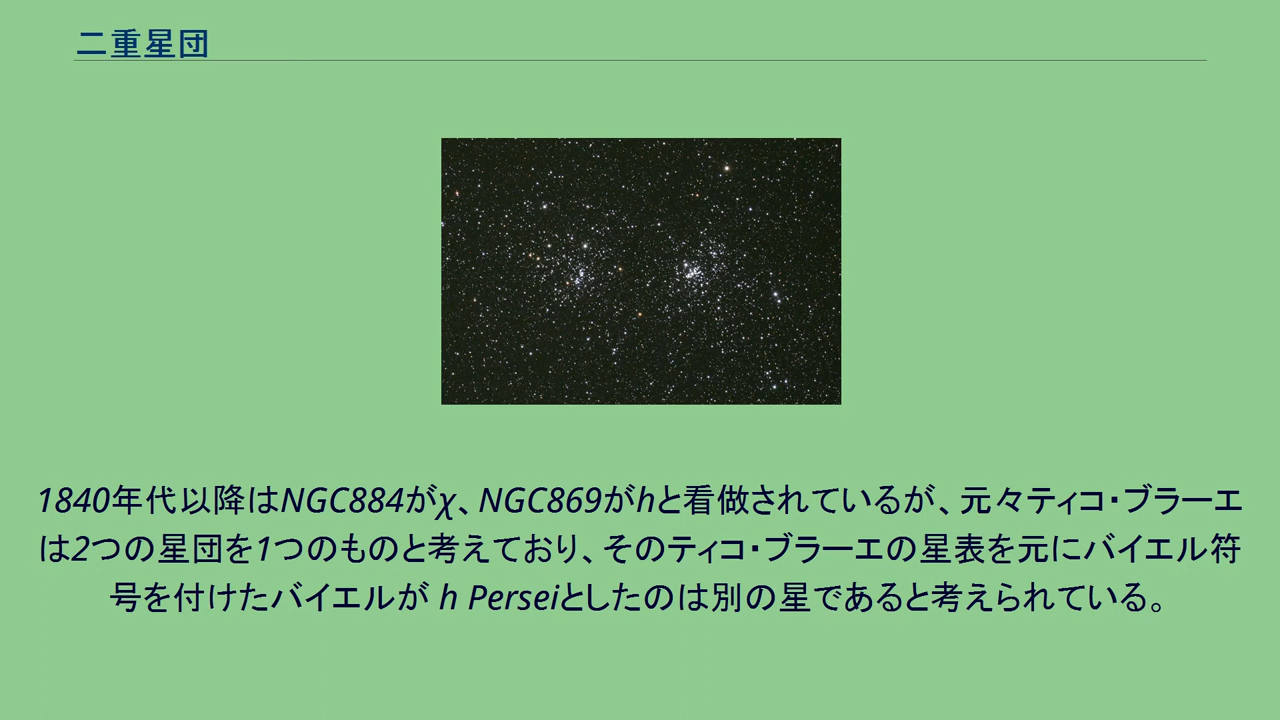 二重星団
1840年代以降はNGC884がχ、NGC869がhと看做されているが、元々ティコ・ブラーエ
は2つの星団を1つのものと考えており、そのティコ・ブラーエの星表を元にバイエル符
号を付けたバイエルが h Perseiとしたのは別の星であると考えられている。